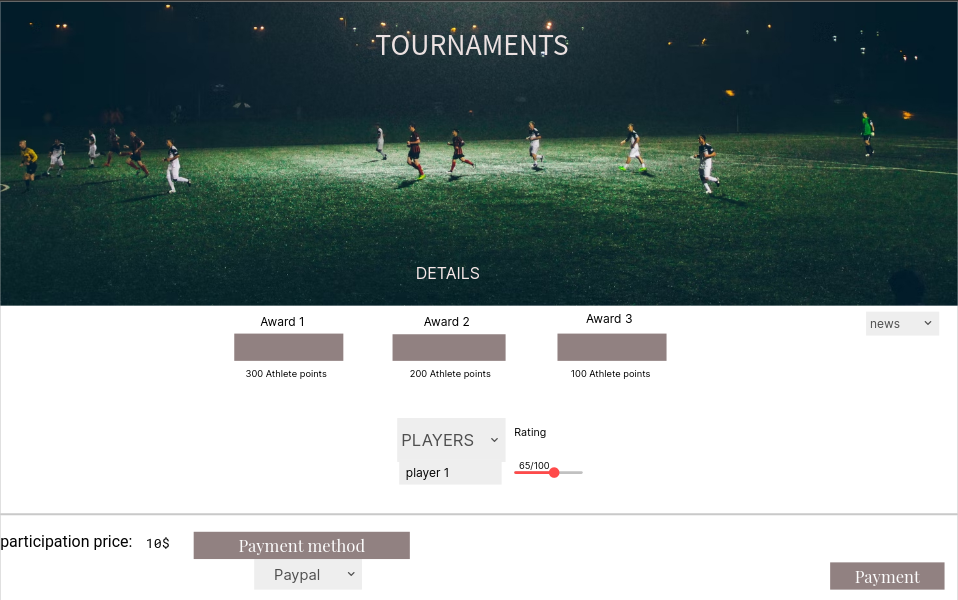 TOURNAMENTS
DETAILS
Award 1 Award 2 Award 3
news
300 Athlete points 200 Athlete points 100 Athlete points
PLAYERS Rating
player 1 65/100
participation price: 10$ Payment method
Paypal Payment